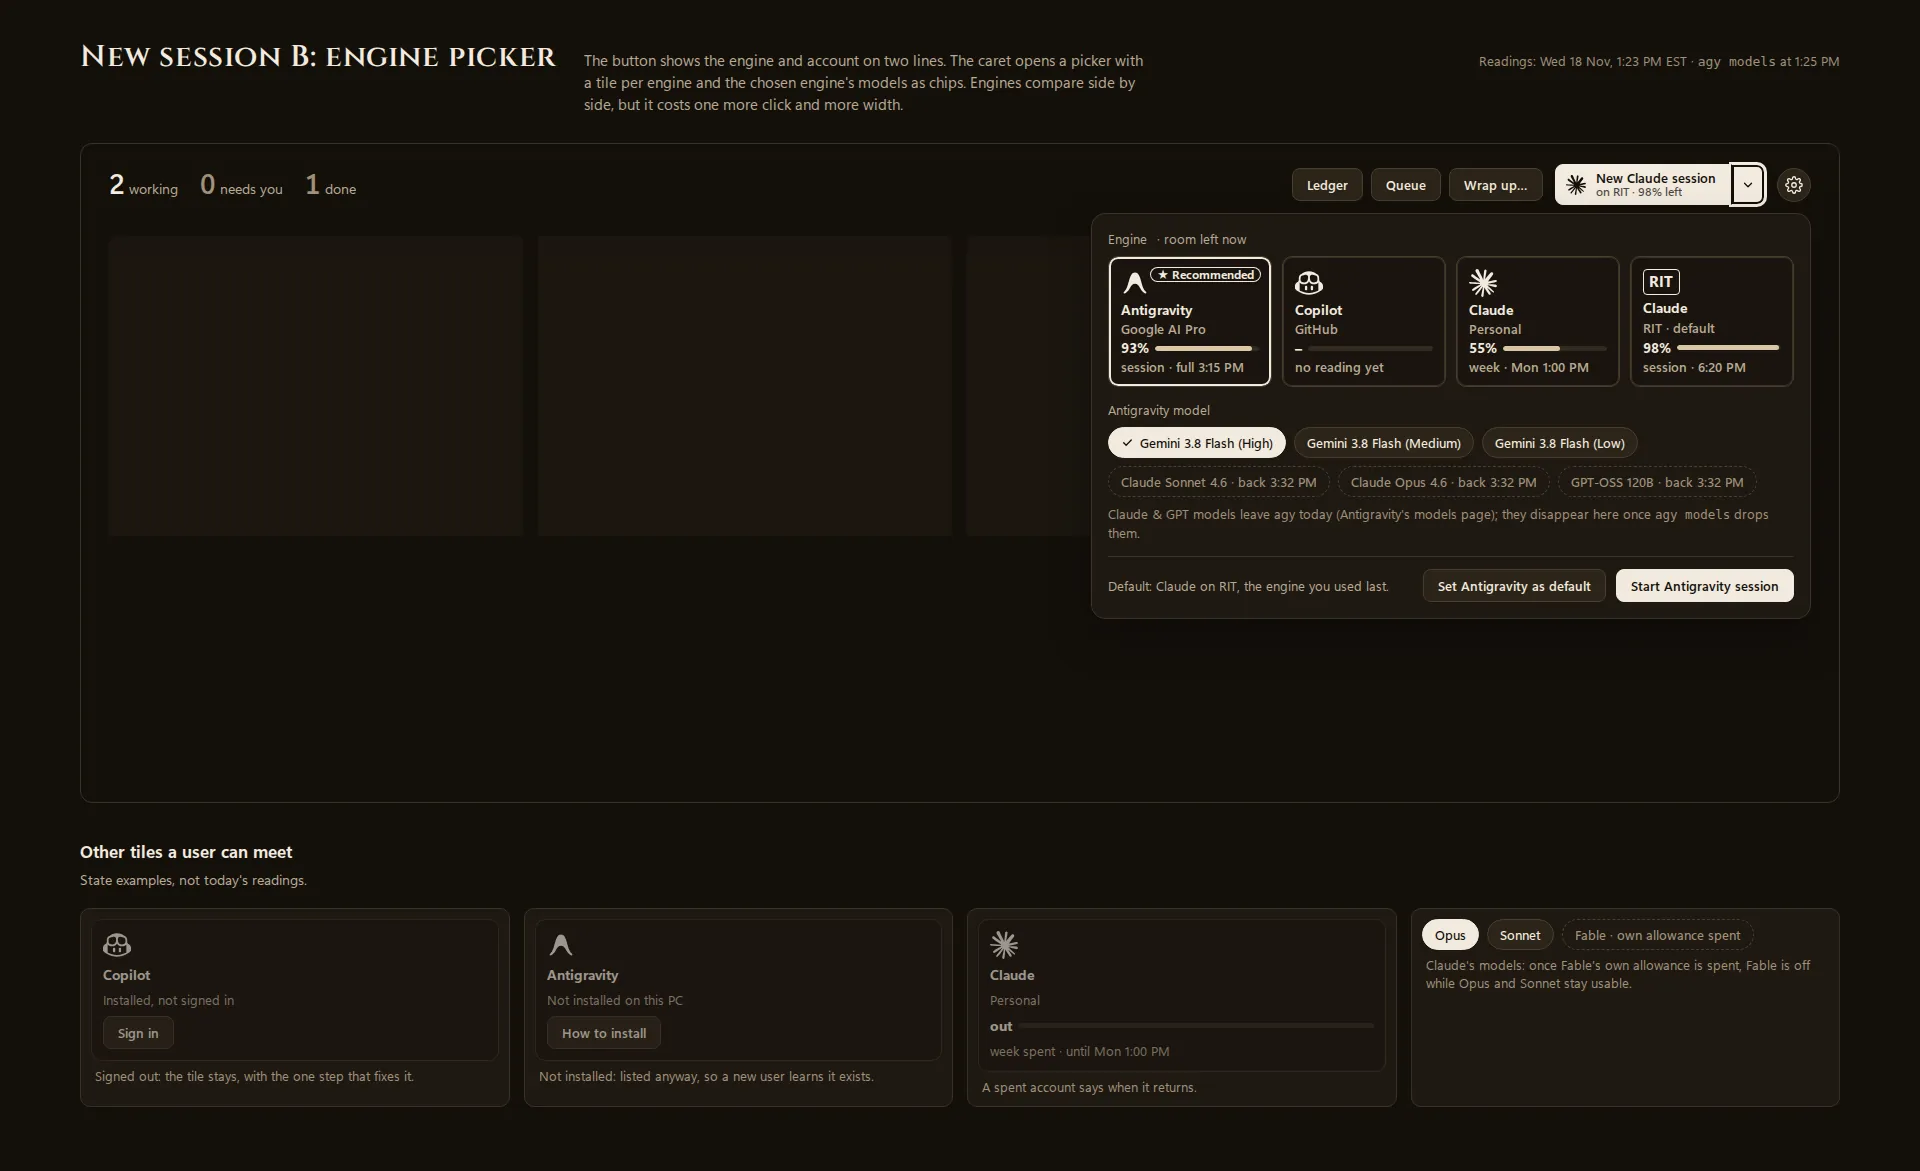 New session B: engine picker
The button shows the engine and account on two lines. The caret opens a picker with
a tile per engine and the chosen engine's models as chips. Engines compare side by
side, but it costs one more click and more width.
Readings: Wed 18 Nov, 1:23 PM EST · agy models at 1:25 PM
2 working 0 needs you 1 done
Ledger
Queue
Wrap up...
New Claude session
on RIT · 98% left
Engine · room left now
★ Recommended
Antigravity
Google AI Pro
93%
session · full 3:15 PM
Copilot
GitHub
–
no reading yet
Claude
Personal
55%
week · Mon 1:00 PM
RIT
Claude
RIT · default
98%
session · 6:20 PM
Antigravity model
✓ Gemini 3.8 Flash (High)
Gemini 3.8 Flash (Medium)
Gemini 3.8 Flash (Low)
Claude Sonnet 4.6 · back 3:32 PM
Claude Opus 4.6 · back 3:32 PM
GPT-OSS 120B · back 3:32 PM
Claude & GPT models leave agy today (Antigravity's models page); they disappear here once agy models drops
them.
Default: Claude on RIT, the engine you used last.
Set Antigravity as default
Start Antigravity session
Other tiles a user can meet
State examples, not today's readings.
Copilot
Installed, not signed in
Sign in
Signed out: the tile stays, with the one step that fixes it.
Antigravity
Not installed on this PC
How to install
Not installed: listed anyway, so a new user learns it exists.
Claude
Personal
out
week spent · until Mon 1:00 PM
A spent account says when it returns.
Opus
Sonnet
Fable · own allowance spent
Claude's models: once Fable's own allowance is spent, Fable is off
while Opus and Sonnet stay usable.